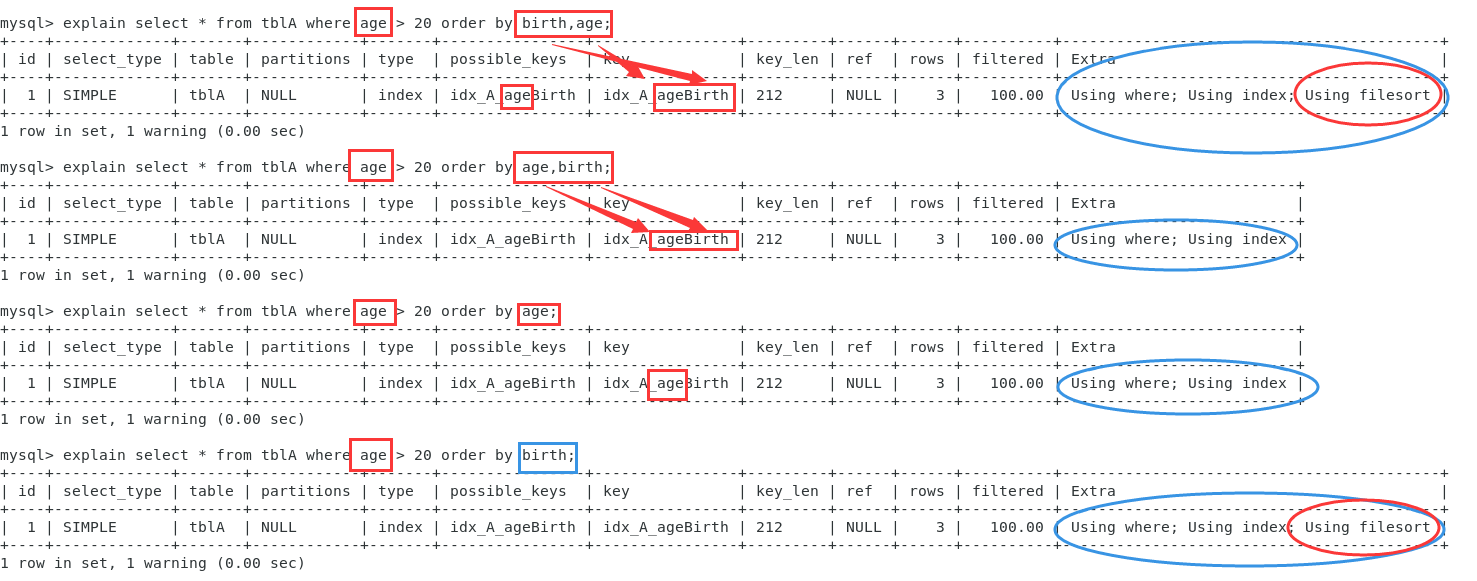 mysql> explain select * from tblA where age > 20 order by birth,age;
+----+-------------+-------+------------+-------+----------------+----------------+---------+------+------+----------+------------------------------------------+
| id | select_type | table | partitions | type  | possible_keys  | key            | key_len | ref  | rows | filtered | Extra                                    |
+----+-------------+-------+------------+-------+----------------+----------------+---------+------+------+----------+------------------------------------------+
|  1 | SIMPLE      | tblA  | NULL       | index | idx_A_ageBirth | idx_A_ageBirth | 212     | NULL |    3 |   100.00 | Using where; Using index; Using filesort |
+----+-------------+-------+------------+-------+----------------+----------------+---------+------+------+----------+------------------------------------------+
1 row in set, 1 warning (0.00 sec)
mysql> explain select * from tblA where age > 20 order by age,birth;
+----+-------------+-------+------------+-------+----------------+----------------+---------+------+------+----------+--------------------------+
| id | select_type | table | partitions | type  | possible_keys  | key            | key_len | ref  | rows | filtered | Extra                    |
+----+-------------+-------+------------+-------+----------------+----------------+---------+------+------+----------+--------------------------+
|  1 | SIMPLE      | tblA  | NULL       | index | idx_A_ageBirth | idx_A_ageBirth | 212     | NULL |    3 |   100.00 | Using where; Using index |
+----+-------------+-------+------------+-------+----------------+----------------+---------+------+------+----------+--------------------------+
1 row in set, 1 warning (0.00 sec)
mysql> explain select * from tblA where age > 20 order by age;
+----+-------------+-------+------------+-------+----------------+----------------+---------+------+------+----------+--------------------------+
| id | select_type | table | partitions | type  | possible_keys  | key            | key_len | ref  | rows | filtered | Extra                    |
+----+-------------+-------+------------+-------+----------------+----------------+---------+------+------+----------+--------------------------+
|  1 | SIMPLE      | tblA  | NULL       | index | idx_A_ageBirth | idx_A_ageBirth | 212     | NULL |    3 |   100.00 | Using where; Using index |
+----+-------------+-------+------------+-------+----------------+----------------+---------+------+------+----------+--------------------------+
1 row in set, 1 warning (0.00 sec)
mysql> explain select * from tblA where age > 20 order by birth;
+----+-------------+-------+------------+-------+----------------+----------------+---------+------+------+----------+------------------------------------------+
| id | select_type | table | partitions | type  | possible_keys  | key            | key_len | ref  | rows | filtered | Extra                                    |
+----+-------------+-------+------------+-------+----------------+----------------+---------+------+------+----------+------------------------------------------+
|  1 | SIMPLE      | tblA  | NULL       | index | idx_A_ageBirth | idx_A_ageBirth | 212     | NULL |    3 |   100.00 | Using where; Using index; Using filesort |
+----+-------------+-------+------------+-------+----------------+----------------+---------+------+------+----------+------------------------------------------+
1 row in set, 1 warning (0.00 sec)